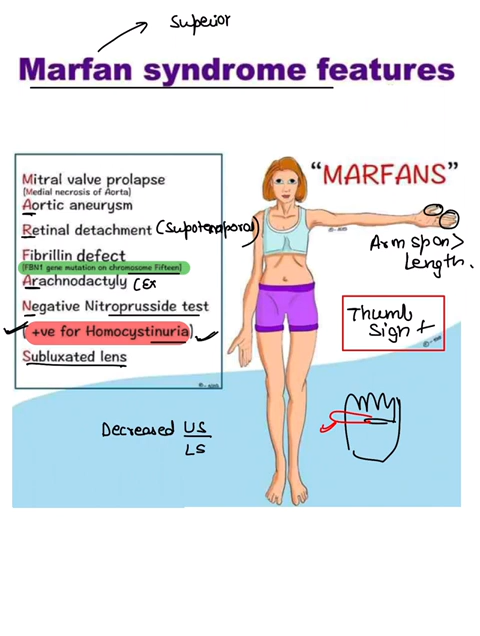 Superior
Marfan syndrome features
"MARFANS"
Mitral valve prolapse
(Medial necrosis of Aorta)
Aortic aneurysm
Retinal detachment (Supotemporal)
Fibrillin defect
(FBN1 gene mutation on chromosome Fifteen)
Arachnodactyly
Negative Nitroprusside test
( +ve for Homocystinuria)
Subluxated lens
Arm span >
Length.
Thumb
Sign +
Decreased US
LS